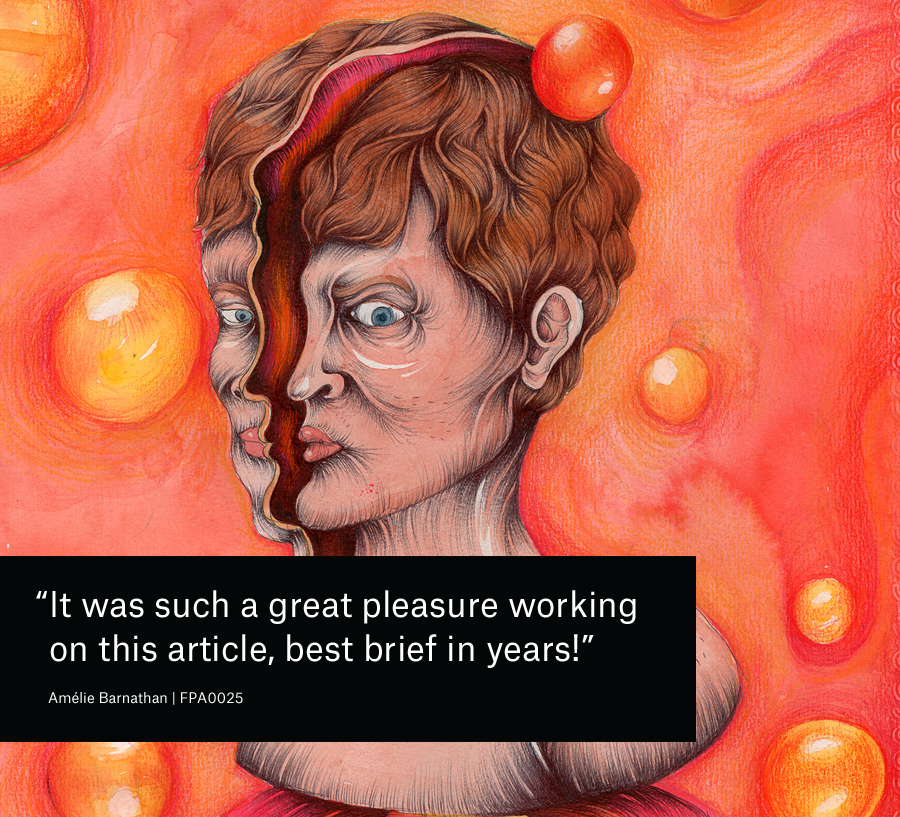 “It was such a great pleasure working
on this article, best brief in years!”
Amélie Barnathan | FPA0025